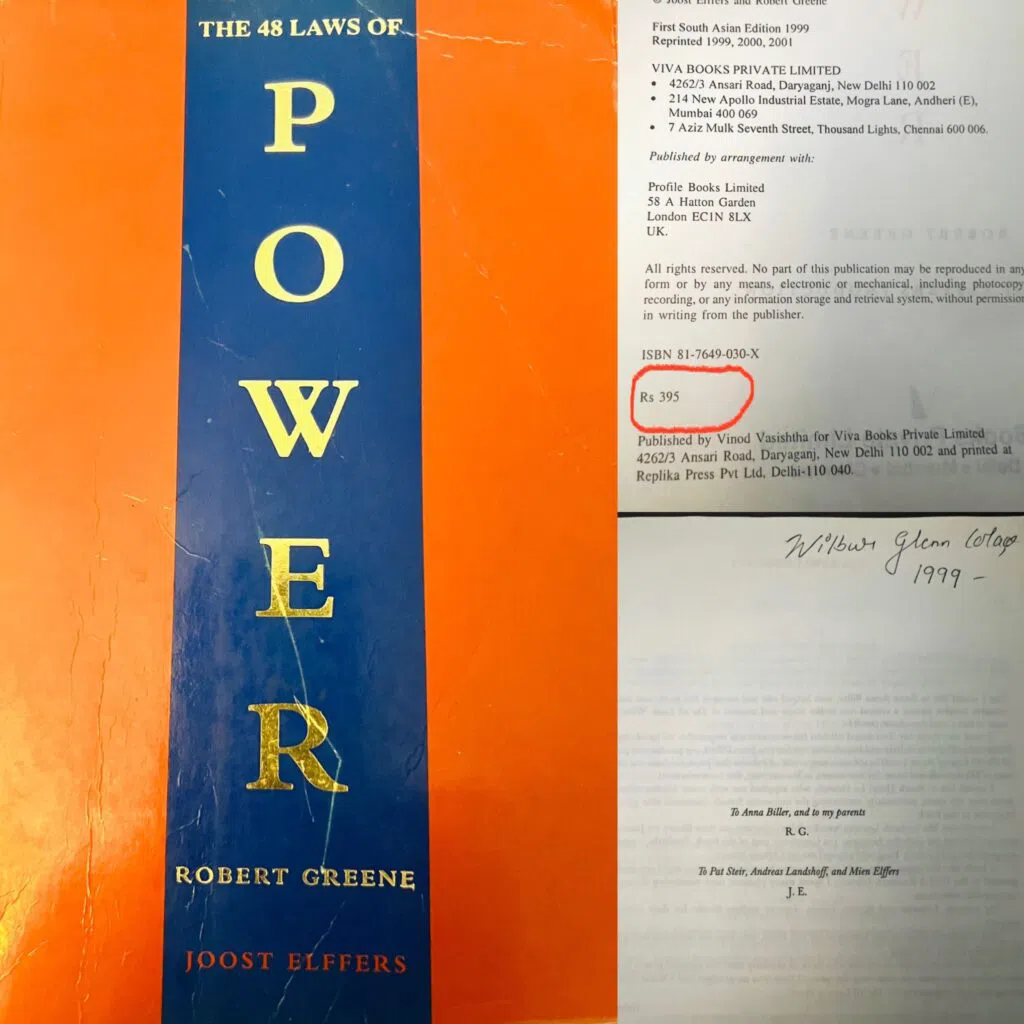 THE 48 LAWS OF
P
O
W
E
R
ROBERT GREENE
JOOST ELFFERS
© Joost Elffers and Robert Greene
First South Asian Edition 1999
Reprinted 1999, 2000, 2001
VIVA BOOKS PRIVATE LIMITED
• 4262/3 Ansari Road, Daryaganj, New Delhi 110 002
• 214 New Apollo Industrial Estate, Mogra Lane, Andheri (E),
Mumbai 400 069
• 7 Aziz Mulk Seventh Street, Thousand Lights, Chennai 600 006.
Published by arrangement with:
Profile Books Limited
58 A Hatton Garden
London EC1N 8LX
UK.
All rights reserved. No part of this publication may be reproduced in any
form or by any means, electronic or mechanical, including photocopy
recording, or any information storage and retrieval system, without permission
in writing from the publisher.
ISBN 81-7649-030-X
Rs 395
Published by Vinod Vasishtha for Viva Books Private Limited
4262/3 Ansari Road, Daryaganj, New Delhi 110 002 and printed at
Replika Press Pvt Ltd, Delhi-110 040.
Wilbur Glenn Colaço
1999 -
To Anna Biller, and to my parents
R. G.
To Pat Steir, Andreas Landshoff, and Mien Elffers
J. E.